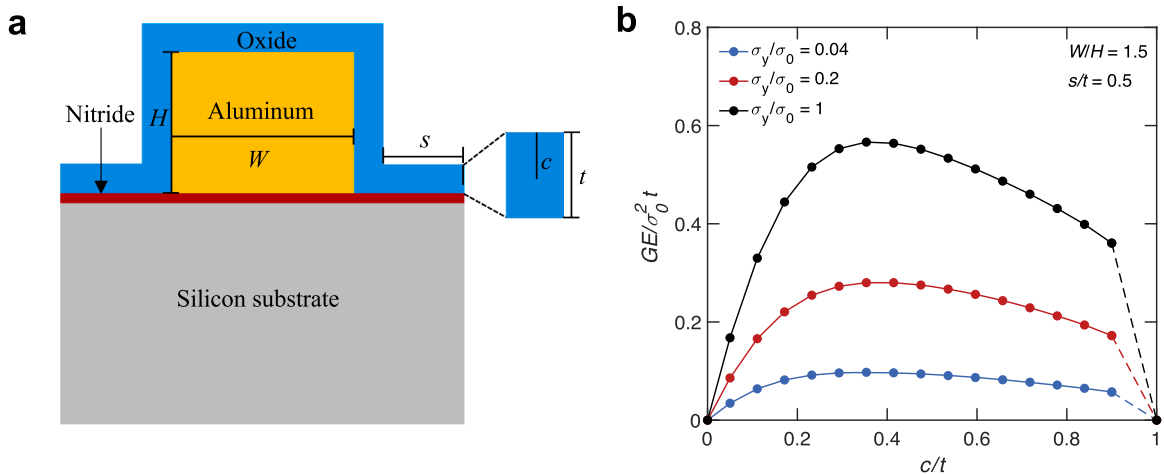 a
Oxide
Nitride
H
Aluminum
W
s
c
t
Silicon substrate
b
0.8
0.6
0.4
0.2
0
GE/σ₀² t
σy/σ₀ = 0.04
σy/σ₀ = 0.2
σy/σ₀ = 1
W/H = 1.5
s/t = 0.5
0
0.2
0.4
0.6
0.8
1
c/t